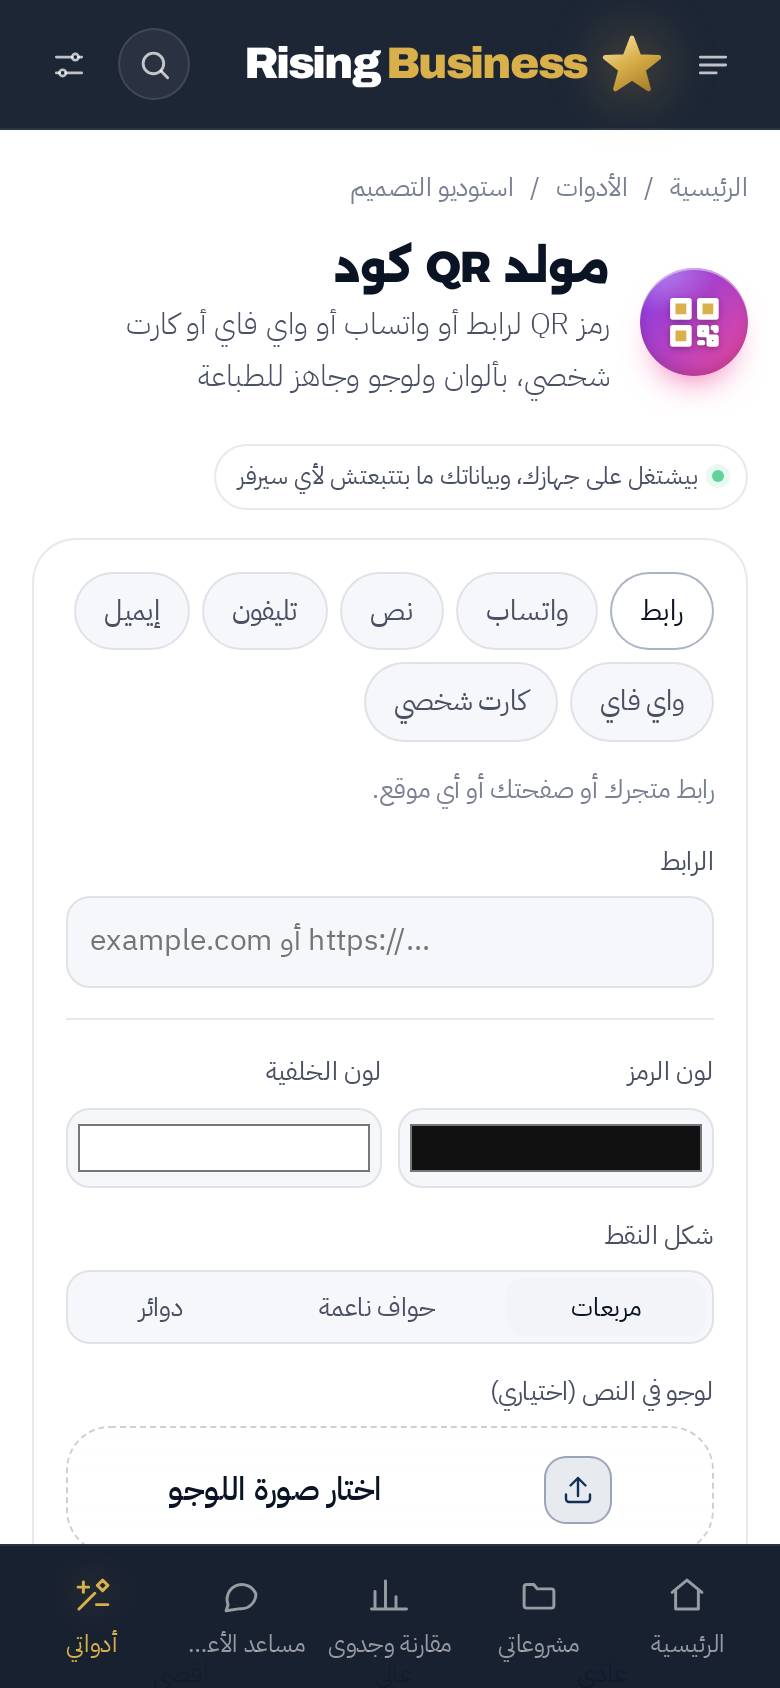 Rising Business
الرئيسية / الأدوات / استوديو التصميم
مولد QR كود
رمز QR لرابط أو واتساب أو واي فاي أو كارت
شخصي، بألوان ولوجو وجاهز للطباعة
بيشتغل على جهازك، وبياناتك ما بتتبعتش لأي سيرفر
رابط
واتساب
نص
تليفون
إيميل
واي فاي
كارت شخصي
رابط متجرك أو صفحتك أو أي موقع.
الرابط
example.com أو https://...
لون الرمز
لون الخلفية
شكل النقط
مربعات
حواف ناعمة
دوائر
لوجو في النص (اختياري)
اختار صورة اللوجو
الرئيسية
مشروعاتي
مقارنة وجدوى
مساعد الأع...
أدواتي
عادي
عالي
أقصى